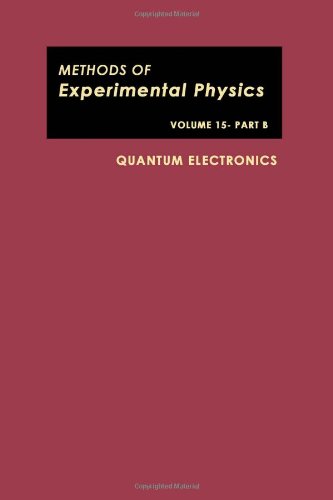 METHODS OF
Experimental Physics
VOLUME 15- PART B
QUANTUM ELECTRONICS